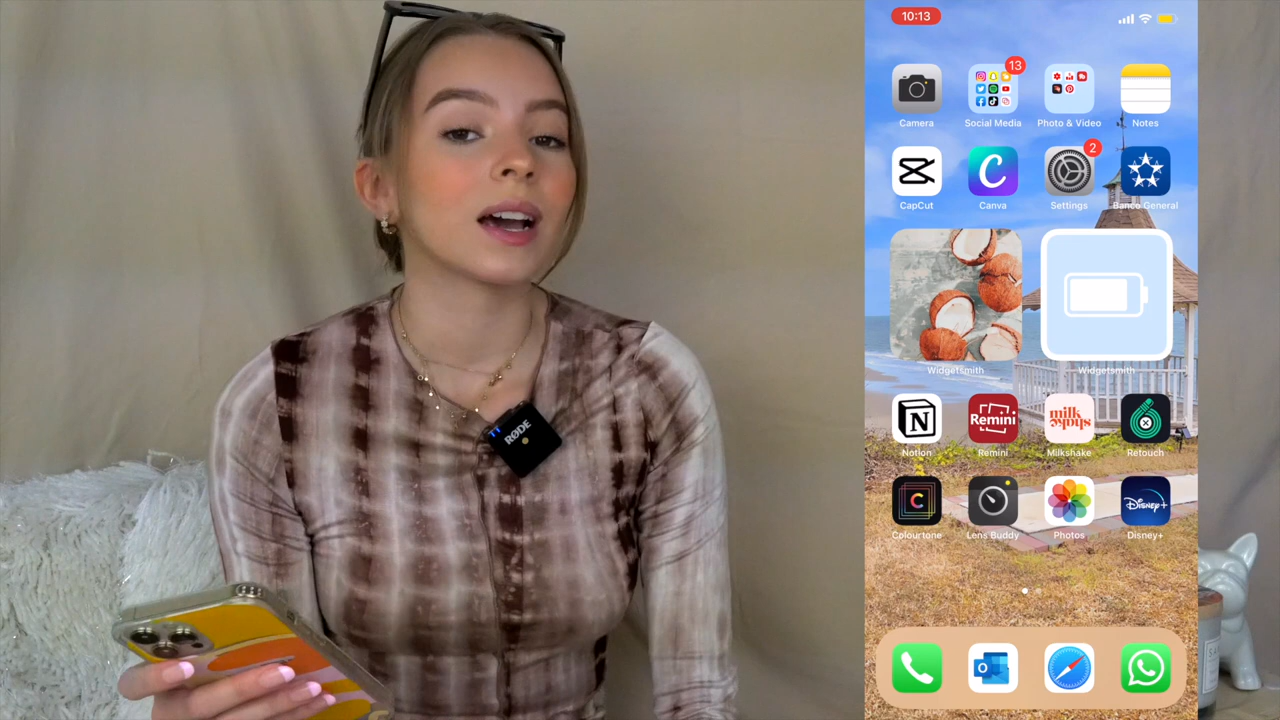 10:13
13
Camera
Social Media
Photo & Video
Notes
2
CapCut
Canva
Settings
Banco General
Widgetsmith
Widgetsmith
RØDE
Remini
milk
shake
Notion
Remini
Milkshake
Retouch
Disney+
Colourtone
Lens Buddy
Photos
Disney+